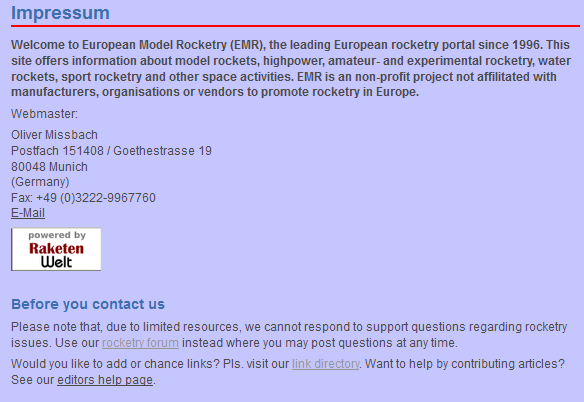 Impressum
Welcome to European Model Rocketry (EMR), the leading European rocketry portal since 1996. This
site offers information about model rockets, highpower, amateur- and experimental rocketry, water
rockets, sport rocketry and other space activities. EMR is an non-profit project not affilitated with
manufacturers, organisations or vendors to promote rocketry in Europe.
Webmaster:
Oliver Missbach
Postfach 151408 / Goethestrasse 19
80048 Munich
(Germany)
Fax: +49 (0)3222-9967760
E-Mail
powered by
Raketen
Welt
Before you contact us
Please note that, due to limited resources, we cannot respond to support questions regarding rocketry
issues. Use our rocketry forum instead where you may post questions at any time.
Would you like to add or chance links? Pls. visit our link directory. Want to help by contributing articles?
See our editors help page.